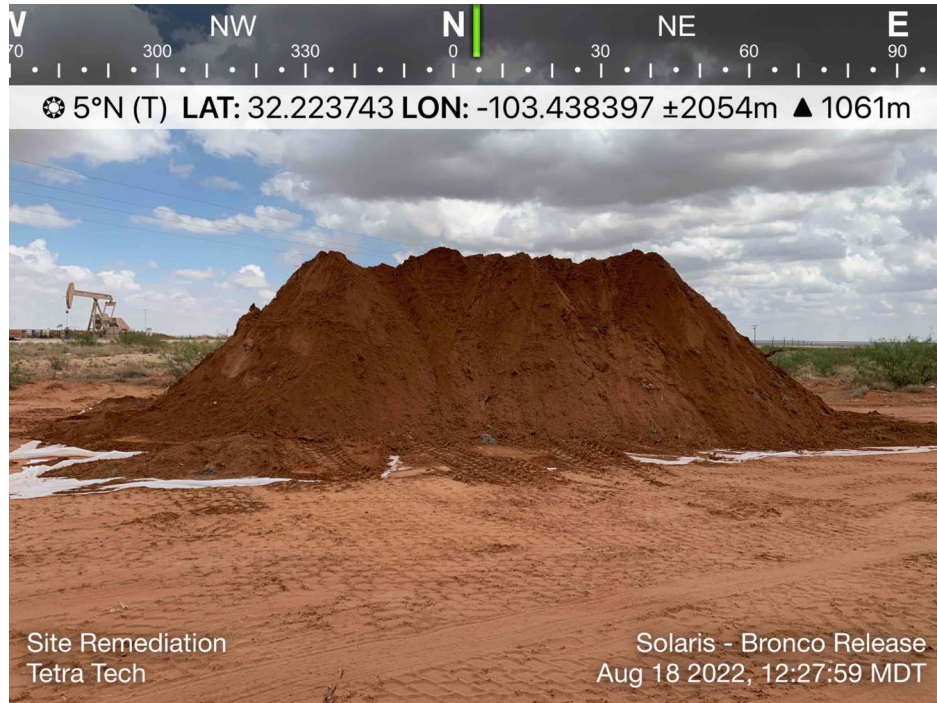 W NW N NE E
70 300 330 0 30 60 90
5°N (T) LAT: 32.223743 LON: -103.438397 ±2054m ▲ 1061m
Site Remediation
Tetra Tech
Solaris - Bronco Release
Aug 18 2022, 12:27:59 MDT